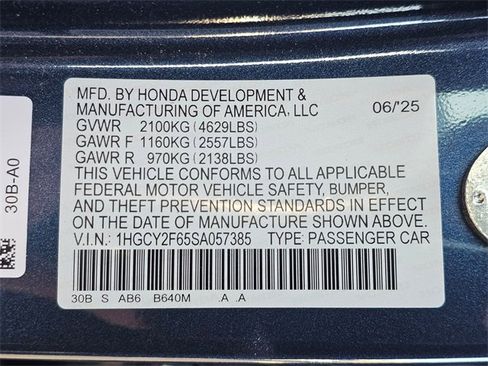 MFD. BY HONDA DEVELOPMENT &
MANUFACTURING OF AMERICA, LLC 06/'25
GVWR 2100KG (4629LBS)
GAWR F 1160KG (2557LBS)
GAWR R 970KG (2138LBS)
THIS VEHICLE CONFORMS TO ALL APPLICABLE
FEDERAL MOTOR VEHICLE SAFETY, BUMPER,
AND THEFT PREVENTION STANDARDS IN EFFECT
ON THE DATE OF MANUFACTURE SHOWN ABOVE.
V.I.N.: 1HGCY2F65SA057385 TYPE: PASSENGER CAR
30B S AB6 B640M .A .A
30B-A0